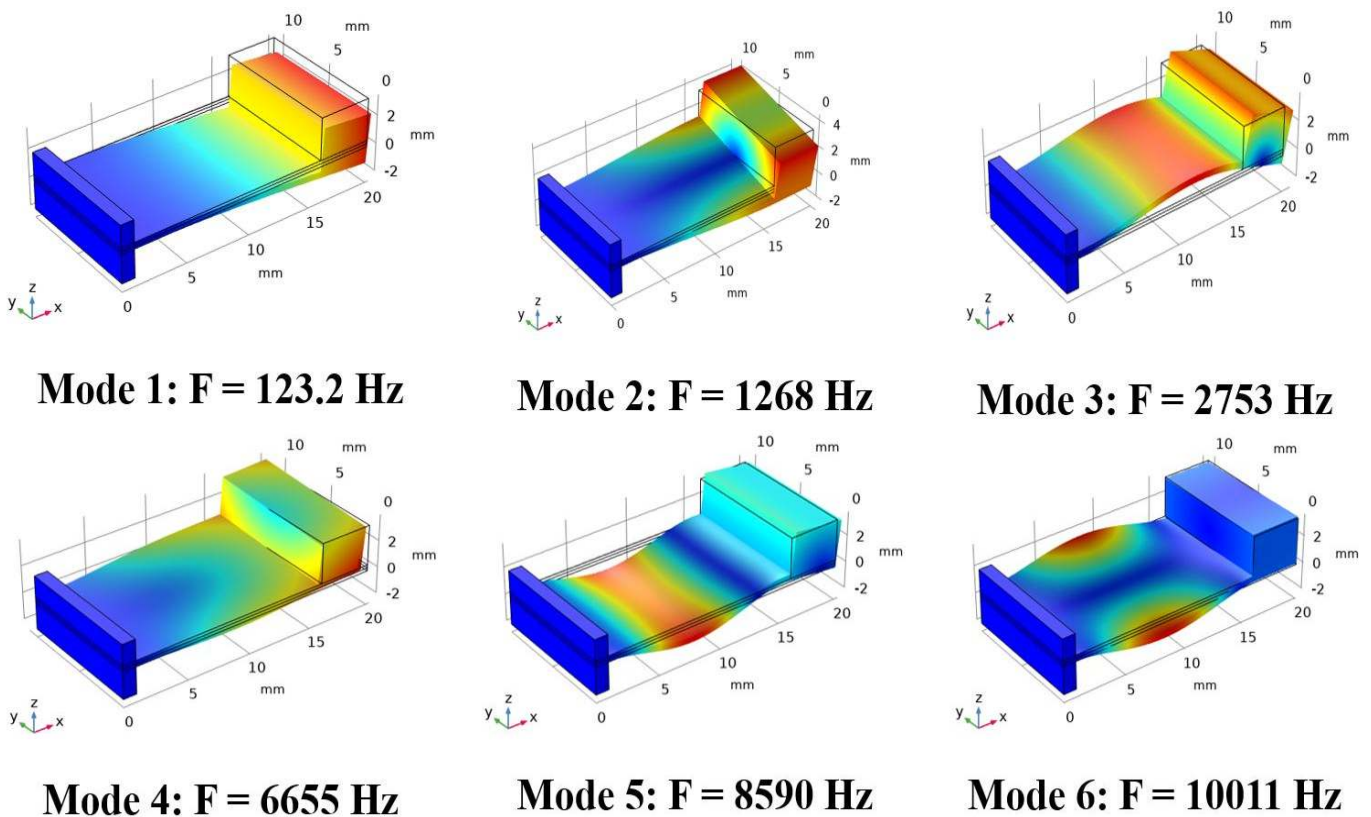 10 mm
5
0
2
0 mm
-2
20
15
10
mm
5
0
z
y x
10 mm
5
0
4
2 mm
0
-2
20
15
10
mm
5
0
z
y x
10 mm
5
0
2
0 mm
-2
20
15
10
mm
5
0
z
y x
Mode 1: F = 123.2 Hz
Mode 2: F = 1268 Hz
Mode 3: F = 2753 Hz
10 mm
5
0
2
0 mm
-2
20
15
10
mm
5
0
z
y x
10 mm
5
0
2
0 mm
-2
20
15
10
mm
5
0
z
y x
10 mm
5
0
2
0 mm
-2
20
15
10
mm
5
0
z
y x
Mode 4: F = 6655 Hz
Mode 5: F = 8590 Hz
Mode 6: F = 10011 Hz